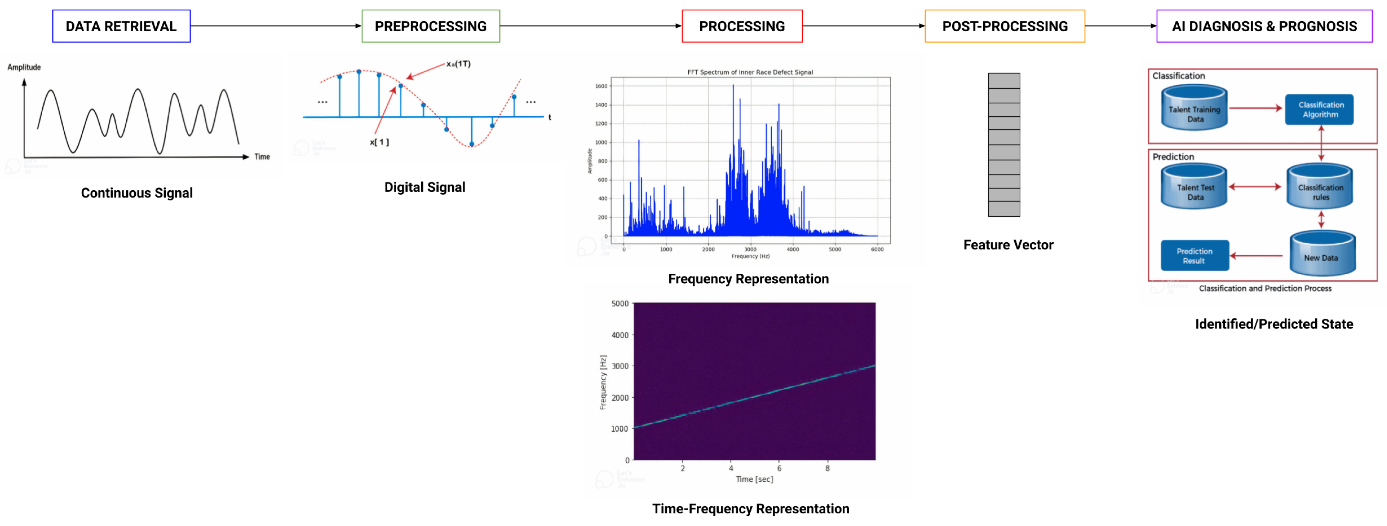 DATA RETRIEVAL
PREPROCESSING
PROCESSING
POST-PROCESSING
AI DIAGNOSIS & PROGNOSIS
Amplitude
Time
Continuous Signal
xa(1T)
...
...
t
x[ 1 ]
Digital Signal
FFT Spectrum of Inner Race Defect Signal
Amplitude
1600
1400
1200
1000
800
600
400
200
0
0
1000
2000
3000
4000
5000
6000
Frequency (Hz)
Frequency Representation
Frequency [Hz]
5000
4000
3000
2000
1000
0
2
4
6
8
Time [sec]
Time-Frequency Representation
Feature Vector
Classification
Talent Training
Data
Classification
Algorithm
Prediction
Talent Test
Data
Classification
rules
Prediction
Result
New Data
Classification and Prediction Process
Identified/Predicted State